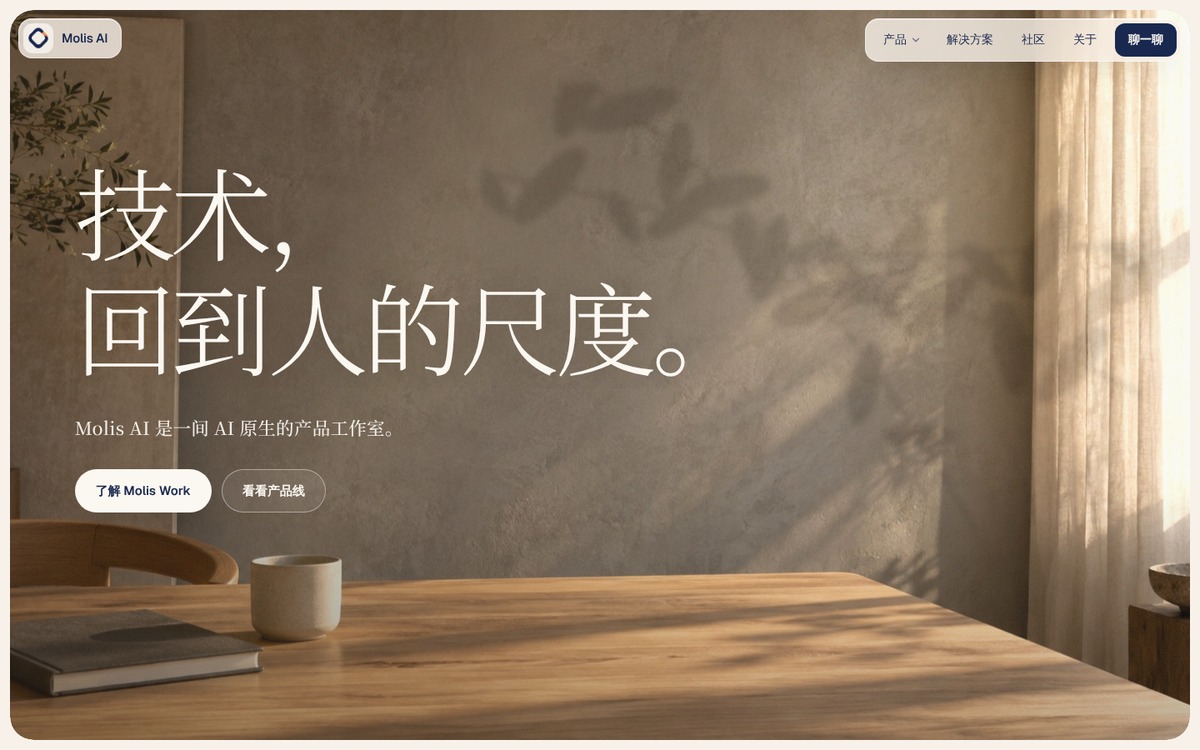 Molis AI
产品
解决方案
社区
关于
聊一聊
技术,
回到人的尺度。
Molis AI 是一间 AI 原生的产品工作室。
了解 Molis Work
看看产品线